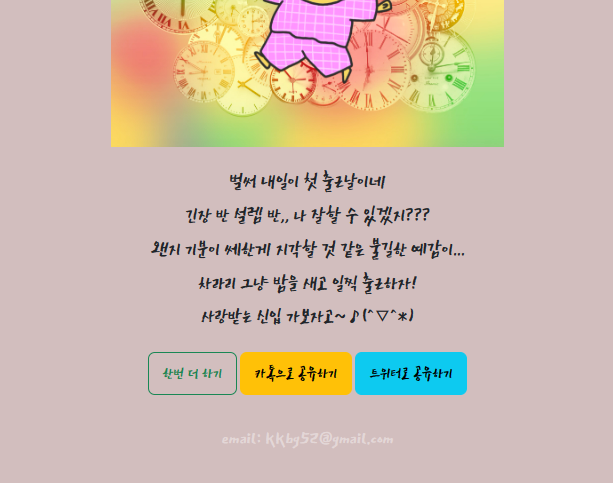 벌써 내일이 첫 출근날이네
긴장 반 설렘 반,, 나 잘할 수 있겠지???
왠지 기분이 쎄한게 지각할 것 같은 불길한 예감이...
차라리 그냥 밤을 새고 일찍 출근하자!
사랑받는 신입 가보자고~♪(^▽^*)
한번 더 하기
카톡으로 공유하기
트위터로 공유하기
email: kkbg52@gmail.com